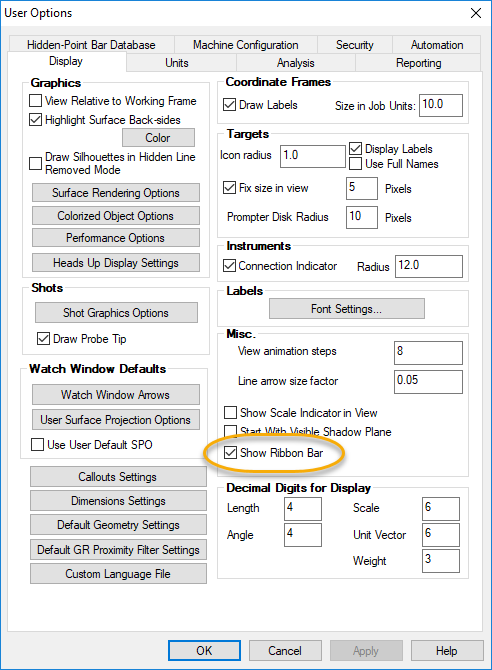 User Options
Hidden-Point Bar Database
Machine Configuration
Security
Automation
Display
Units
Analysis
Reporting
Graphics
View Relative to Working Frame
Highlight Surface Back-sides
Color
Draw Silhouettes in Hidden Line
Removed Mode
Surface Rendering Options
Colorized Object Options
Performance Options
Heads Up Display Settings
Shots
Shot Graphics Options
Draw Probe Tip
Watch Window Defaults
Watch Window Arrows
User Surface Projection Options
Use User Default SPO
Callouts Settings
Dimensions Settings
Default Geometry Settings
Default GR Proximity Filter Settings
Custom Language File
Coordinate Frames
Draw Labels
Size in Job Units: 10.0
Targets
Icon radius 1.0
Display Labels
Use Full Names
Fix size in view 5 Pixels
Prompter Disk Radius 10 Pixels
Instruments
Connection Indicator
Radius 12.0
Labels
Font Settings...
Misc.
View animation steps 8
Line arrow size factor 0.05
Show Scale Indicator in View
Start With Visible Shadow Plane
Show Ribbon Bar
Decimal Digits for Display
Length 4 Scale 6
Angle 4 Unit Vector 6
Weight 3
OK
Cancel
Apply
Help